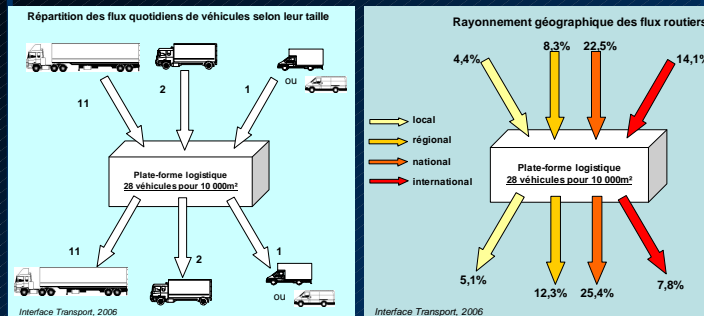 Répartition des flux quotidiens de véhicules selon leur taille
ou
11
2
1
Plate-forme logistique
28 véhicules pour 10 000m²
11
2
1
ou
Interface Transport, 2006
Rayonnement géographique des flux routiers
4,4%
8,3%
22,5%
14,1%
local
régional
national
international
Plate-forme logistique
28 véhicules pour 10 000m²
5,1%
12,3%
25,4%
7,8%
Interface Transport, 2006